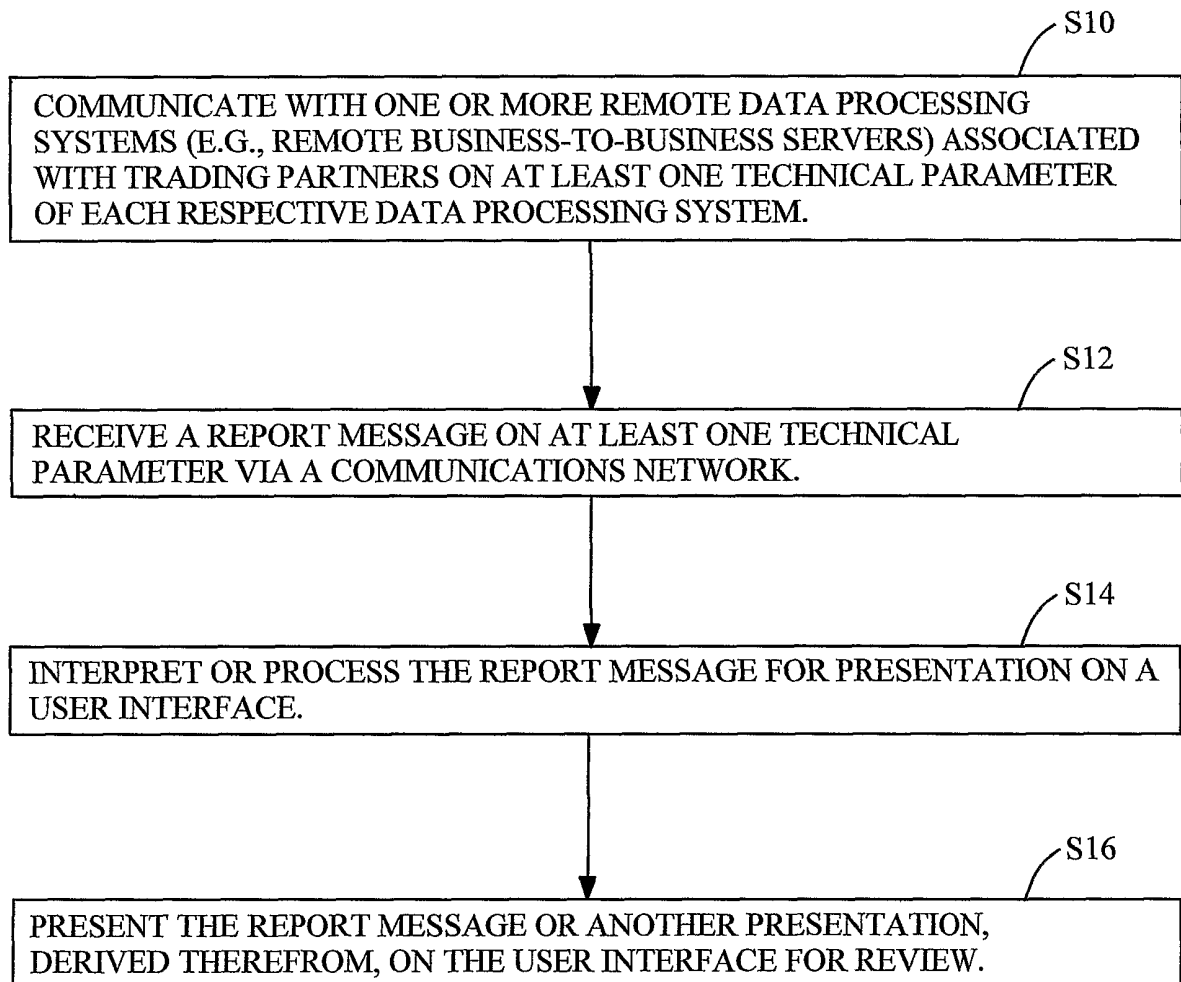 S10
COMMUNICATE WITH ONE OR MORE REMOTE DATA PROCESSING
SYSTEMS (E.G., REMOTE BUSINESS-TO-BUSINESS SERVERS) ASSOCIATED
WITH TRADING PARTNERS ON AT LEAST ONE TECHNICAL PARAMETER
OF EACH RESPECTIVE DATA PROCESSING SYSTEM.
S12
RECEIVE A REPORT MESSAGE ON AT LEAST ONE TECHNICAL
PARAMETER VIA A COMMUNICATIONS NETWORK.
S14
INTERPRET OR PROCESS THE REPORT MESSAGE FOR PRESENTATION ON A
USER INTERFACE.
S16
PRESENT THE REPORT MESSAGE OR ANOTHER PRESENTATION,
DERIVED THEREFROM, ON THE USER INTERFACE FOR REVIEW.